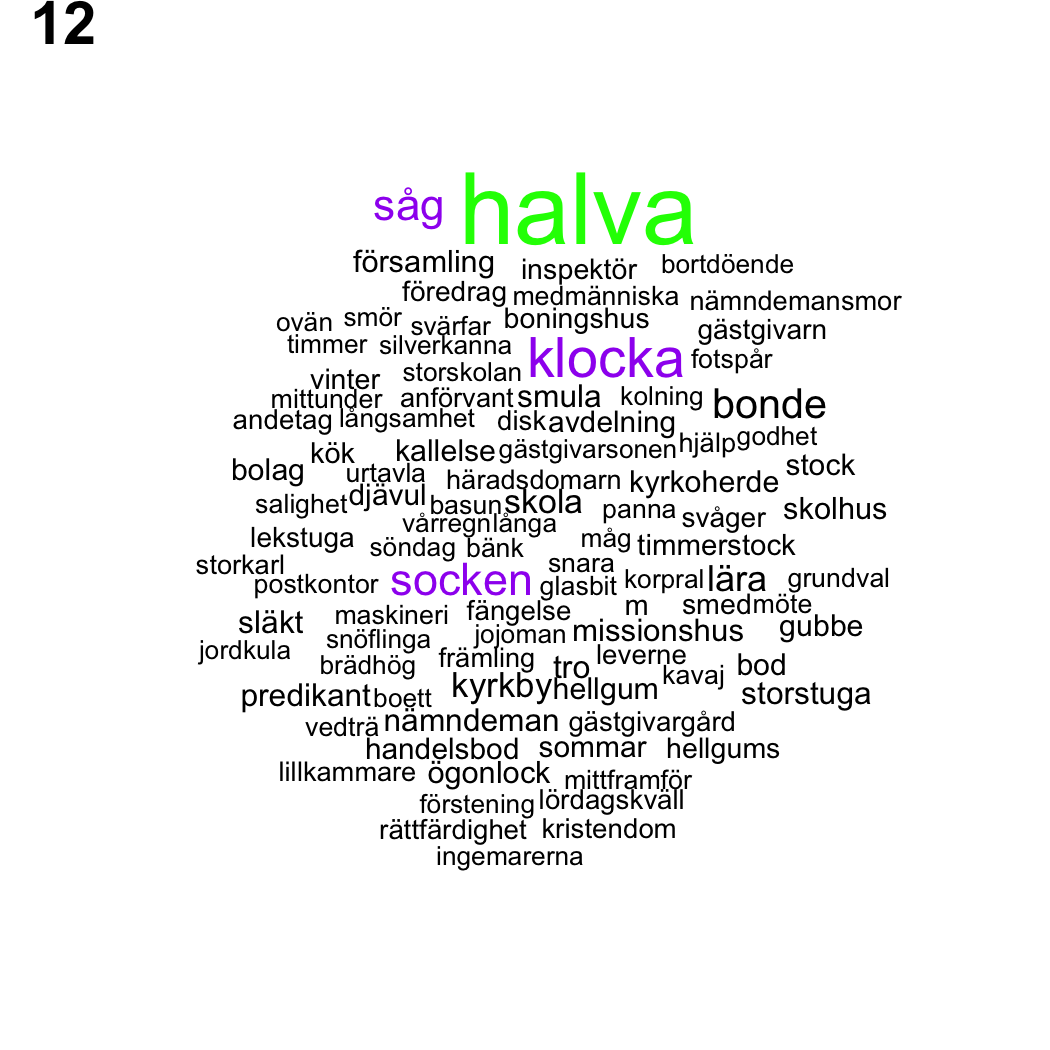 12
såg halva
församling inspektör bortdöende
föredrag medmänniska nämndemansmor
ovän smör svärfar boningshus gästgivarn
timmer silverkanna klocka fotspår
vinter storskolan
mittunder anförvant smula kolning bonde
andetag långsamhet disk avdelning
kök kallelse gästgivarsonen hjälp godhet
bolag urtavla häradsdomarn kyrkoherde stock
salighet djävul basun skola panna svåger skolhus
vårregnlånga
lekstuga söndag bänk måg timmerstock
storkarl snara
postkontor socken glasbit korpral lära grundval
släkt maskineri fängelse m smedmöte
snöflinga jojoman missionshus gubbe
jordkula brädhög främling tro leverne bod
predikant boett kyrkby hellgum kavaj storstuga
vedträ nämndeman gästgivargård
handelsbod sommar hellgums
lillkammare ögonlock mittframför
förstening lördagskväll
rättfärdighet kristendom
ingemarerna